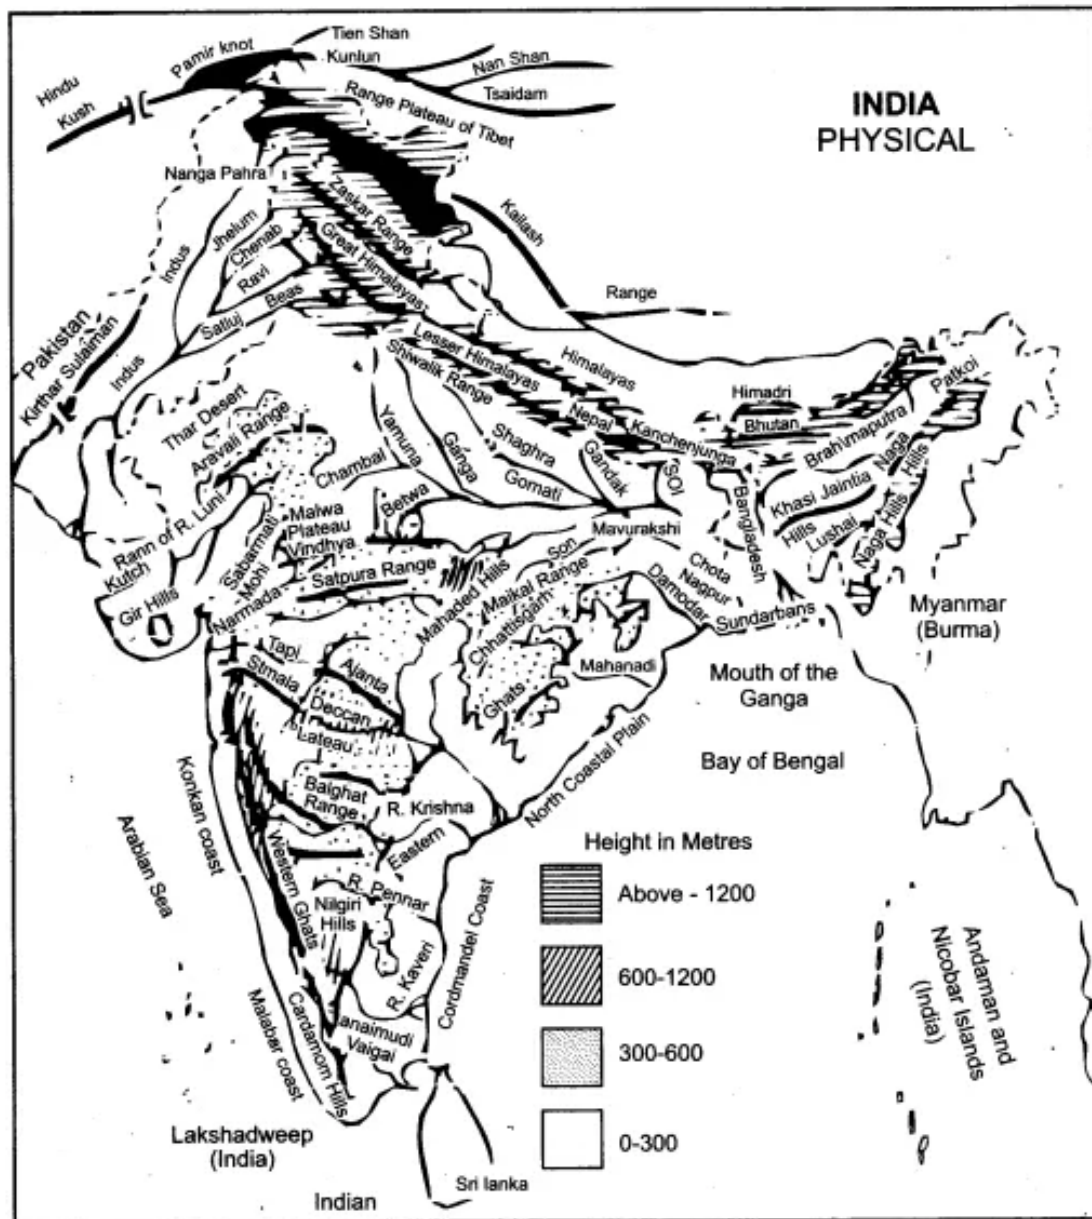 Tien Shan
Pamir knot
Kunlun
Nan Shan
Tsaidam
Hindu
Kush
Range Plateau of Tibet
INDIA
PHYSICAL
Nanga Pahra
Zaskar Range
Kailash
Range
Indus
Jhelum
Chenab
Ravi
Beas
Satluj
Great Himalayas
Pakistan
Kirthar Sulaiman
Indus
Lesser Himalayas
Himalayas
Shiwalik Range
Himadri
Bhutan
Patkoi
Thar Desert
Aravali Range
Yamuna
Ganga
Shaghra
Nepal
Kanchenjunga
Brahmaputra
Naga
Hills
Chambal
Gomati
Gandak
Bangladesh
Khasi Jaintia
Hills
Lushal
Naga Hills
Rann of R. Luni
Kutch
Malwa
Plateau
Vindhya
Betwa
Mavurakshi
Sabarmati
Mohi
Son
Satpura Range
Gir Hills
Narmada
Mahaded Hills
Maikal Range
Chhattisgarh
Chota
Nagpur
Damodar
Sundarbans
Myanmar
(Burma)
Tapi
Ajanta
Stmala
Mahanadi
Ghats
Mouth of the
Ganga
Deccan
Lateau
Bay of Bengal
North Coastal Plain
Konkan coast
Arabian Sea
Balghat
Range
R. Krishna
Eastern
Height in Metres
Western Ghats
R. Pennar
Nilgiri
Hills
Above - 1200
R. Kaveri
Cordmandel Coast
600-1200
Andaman and
Nicobar Islands
(India)
Malaber coast
Cardamom Hills
anaimudi
Vaigai
300-600
0-300
Lakshadweep
(India)
Sri lanka
Indian